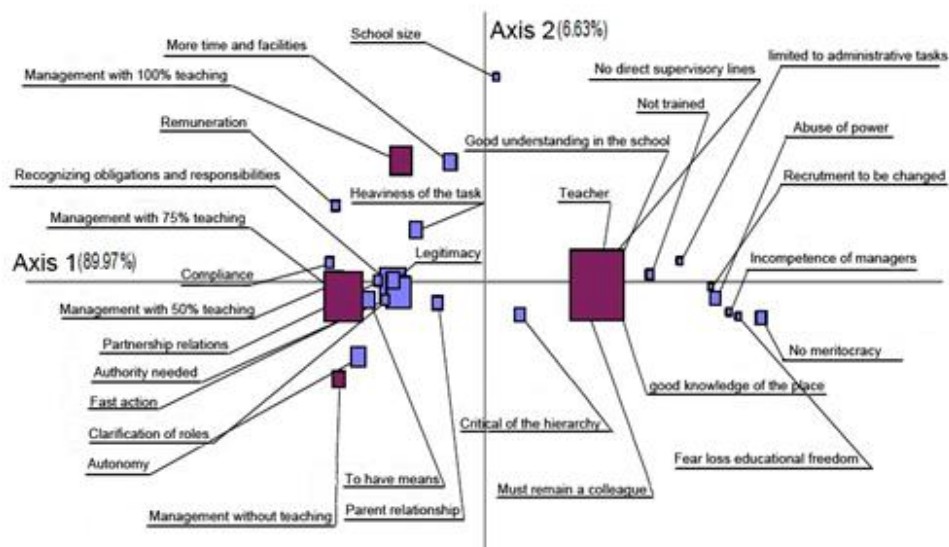 Axis 2 (6.63%)
School size
More time and facilities
Management with 100% teaching
No direct supervisory lines
limited to administrative tasks
Not trained
Remuneration
Good understanding in the school
Abuse of power
Recognizing obligations and responsibilities
Heaviness of the task
Teacher
Recrutment to be changed
Management with 75% teaching
Axis 1 (89.97%)
Compliance
Legitimacy
Incompetence of managers
Management with 50% teaching
Partnership relations
No meritocracy
Authority needed
good knowledge of the place
Fast action
Clarification of roles
Critical of the hierarchy
Autonomy
Fear loss educational freedom
To have means
Must remain a colleague
Management without teaching
Parent relationship